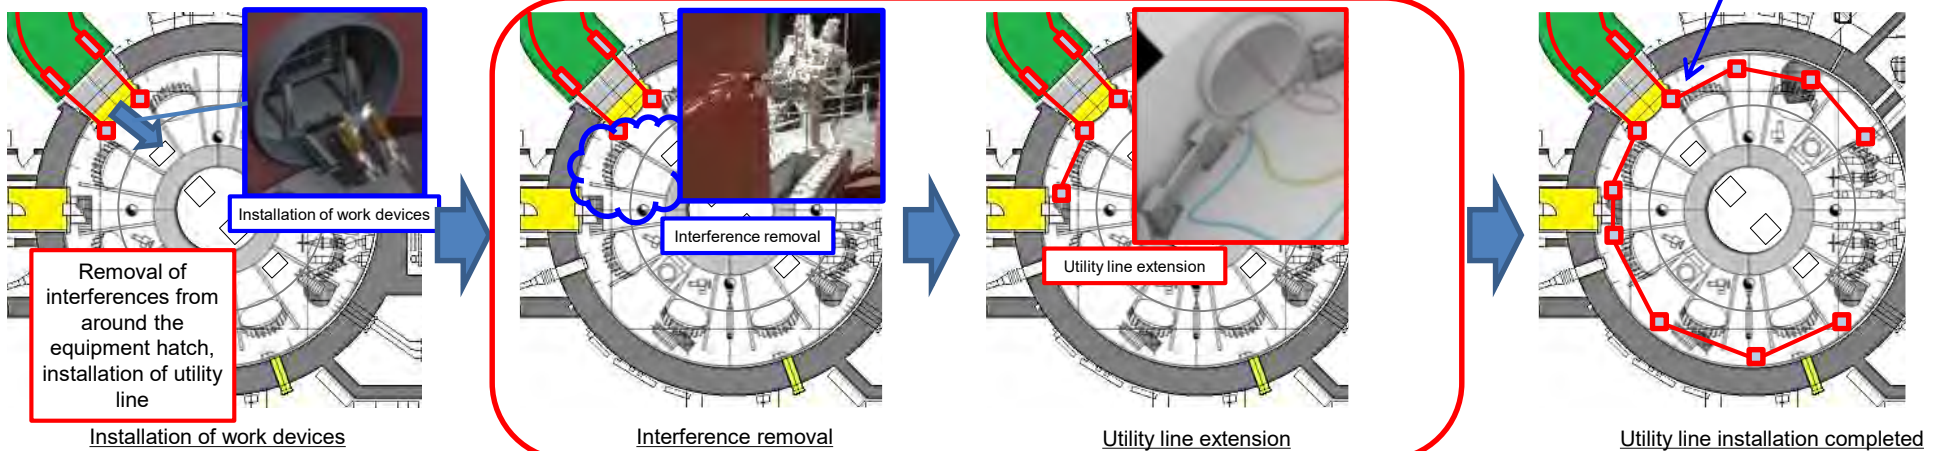 Installation of work devices
Removal of
interferences from
around the
equipment hatch,
installation of utility
line
Installation of work devices
Interference removal
Interference removal
Utility line extension
Utility line extension
Utility line installation completed